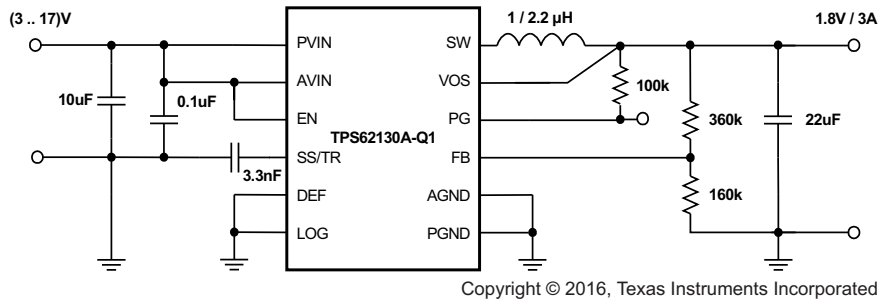 (3 .. 17)V
1 / 2.2 µH
1.8V / 3A
PVIN
SW
AVIN
VOS
10uF
0.1uF
100k
EN
PG
360k
22uF
TPS62130A-Q1
SS/TR
FB
3.3nF
DEF
AGND
160k
LOG
PGND
Copyright © 2016, Texas Instruments Incorporated